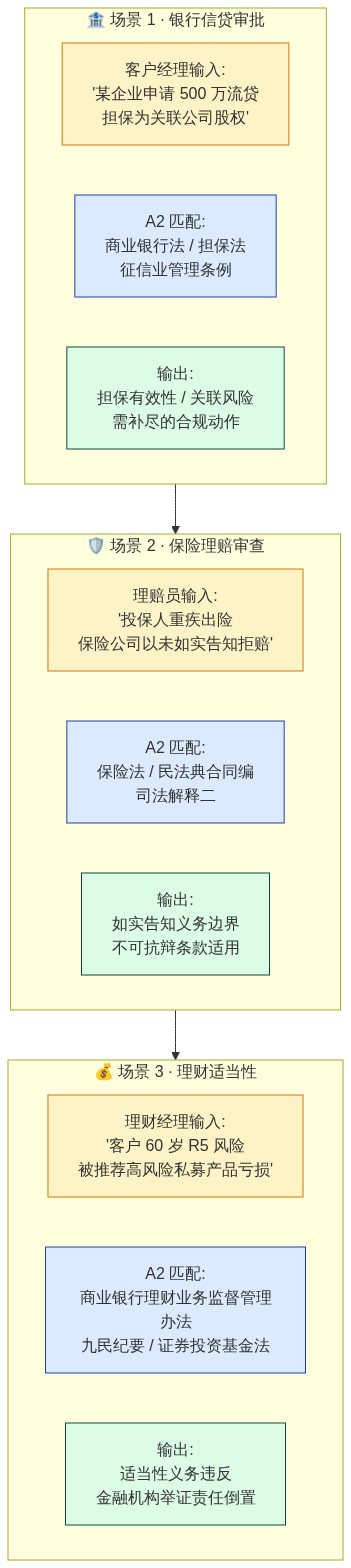 🏦 场景 1 · 银行信贷审批
客户经理输入:
'某企业申请 500 万流贷
担保为关联公司股权'
A2 匹配:
商业银行法 / 担保法
征信业管理条例
输出:
担保有效性 / 关联风险
需补尽的合规动作
🛡️ 场景 2 · 保险理赔审查
理赔员输入:
'投保人重疾出险
保险公司以未如实告知拒赔'
A2 匹配:
保险法 / 民法典合同编
司法解释二
输出:
如实告知义务边界
不可抗辩条款适用
💰 场景 3 · 理财适当性
理财经理输入:
'客户 60 岁 R5 风险
被推荐高风险私募产品亏损'
A2 匹配:
商业银行理财业务监督管理
办法
九民纪要 / 证券投资基金法
输出:
适当性义务违反
金融机构举证责任倒置